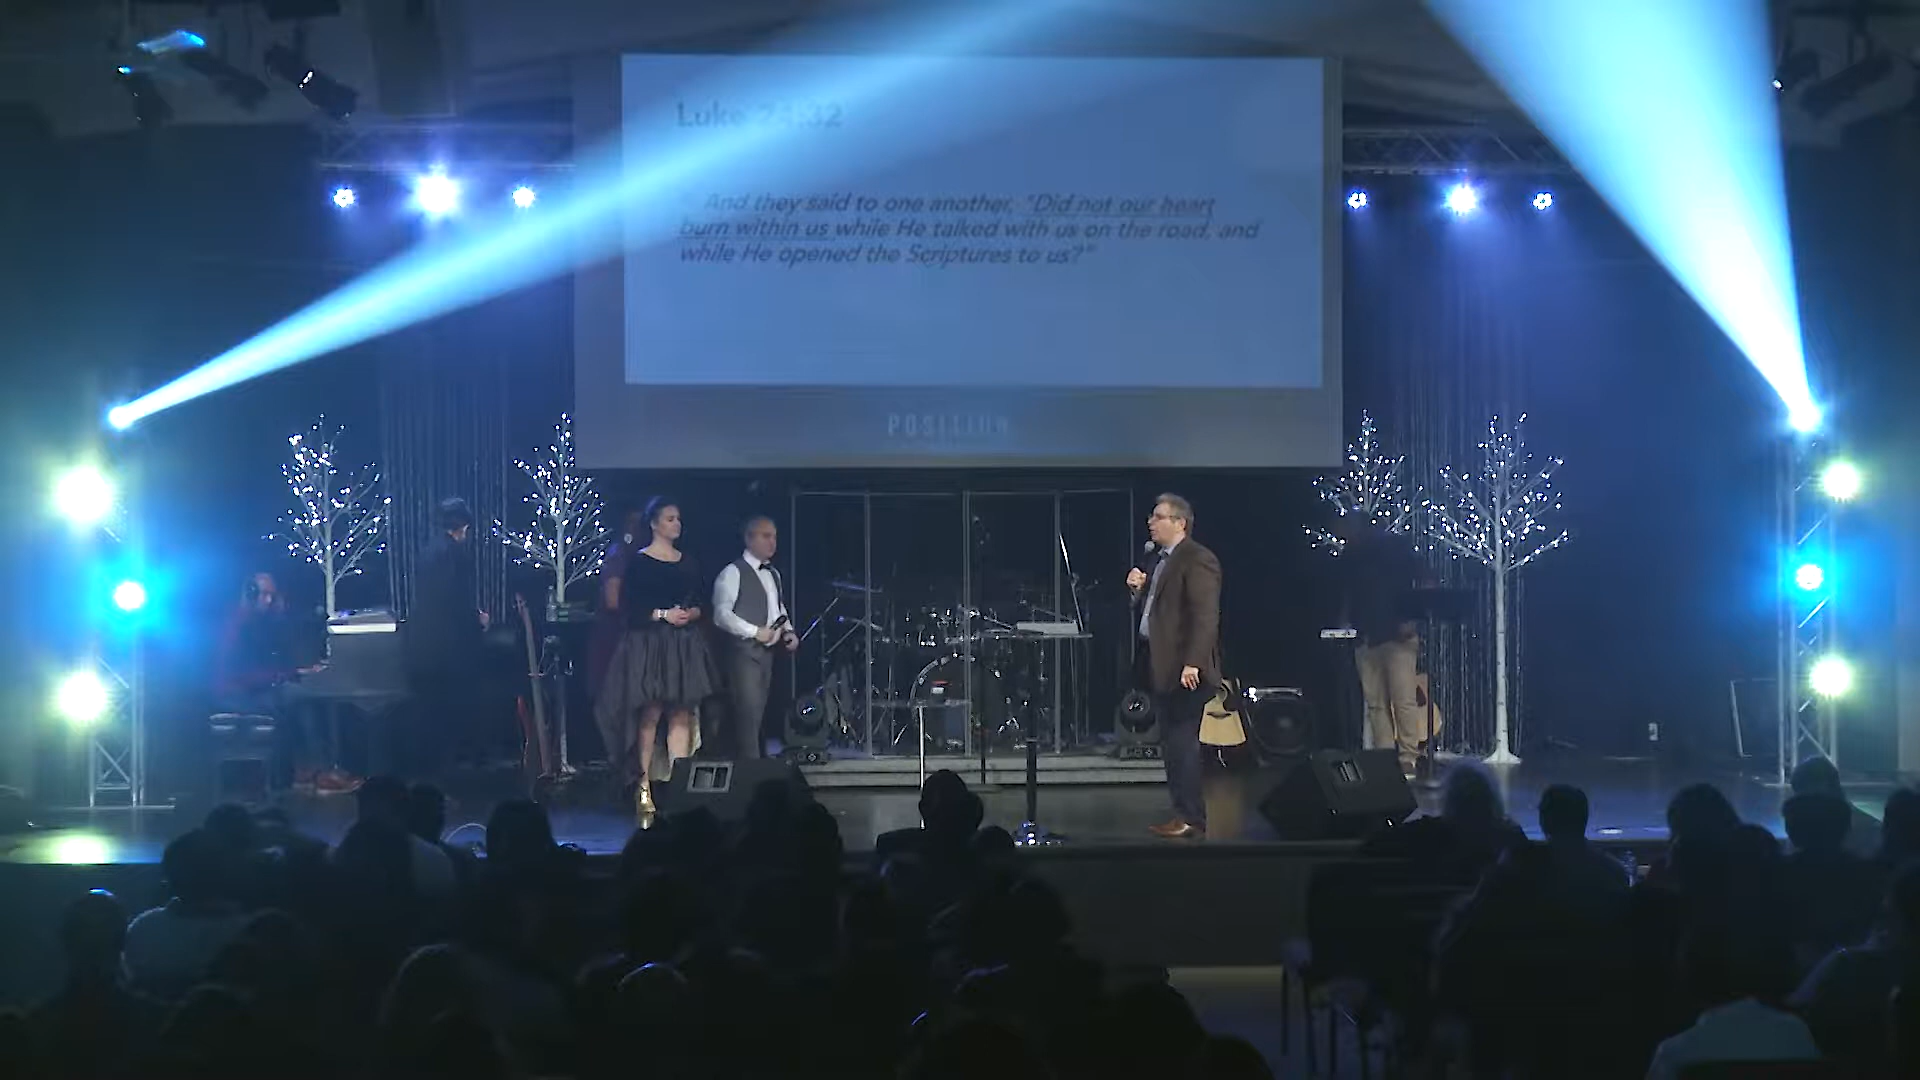 Luke 24:32
And they said to one another, "Did not our heart
burn within us while He talked with us on the road, and
while He opened the Scriptures to us?"
POSITION